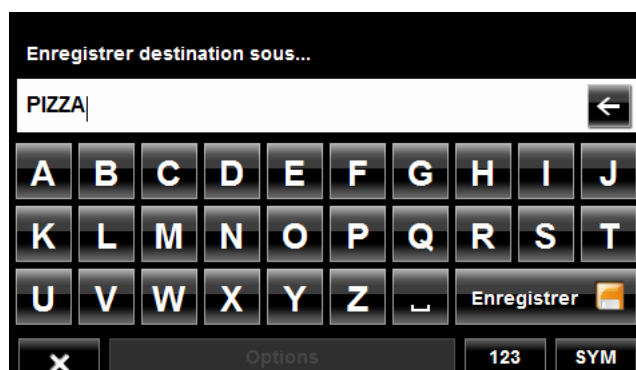 Enregistrer destination sous...
PIZZA
A B C D E F G H I J
K L M N O P Q R S T
U V W X Y Z Enregistrer
Options 123 SYM